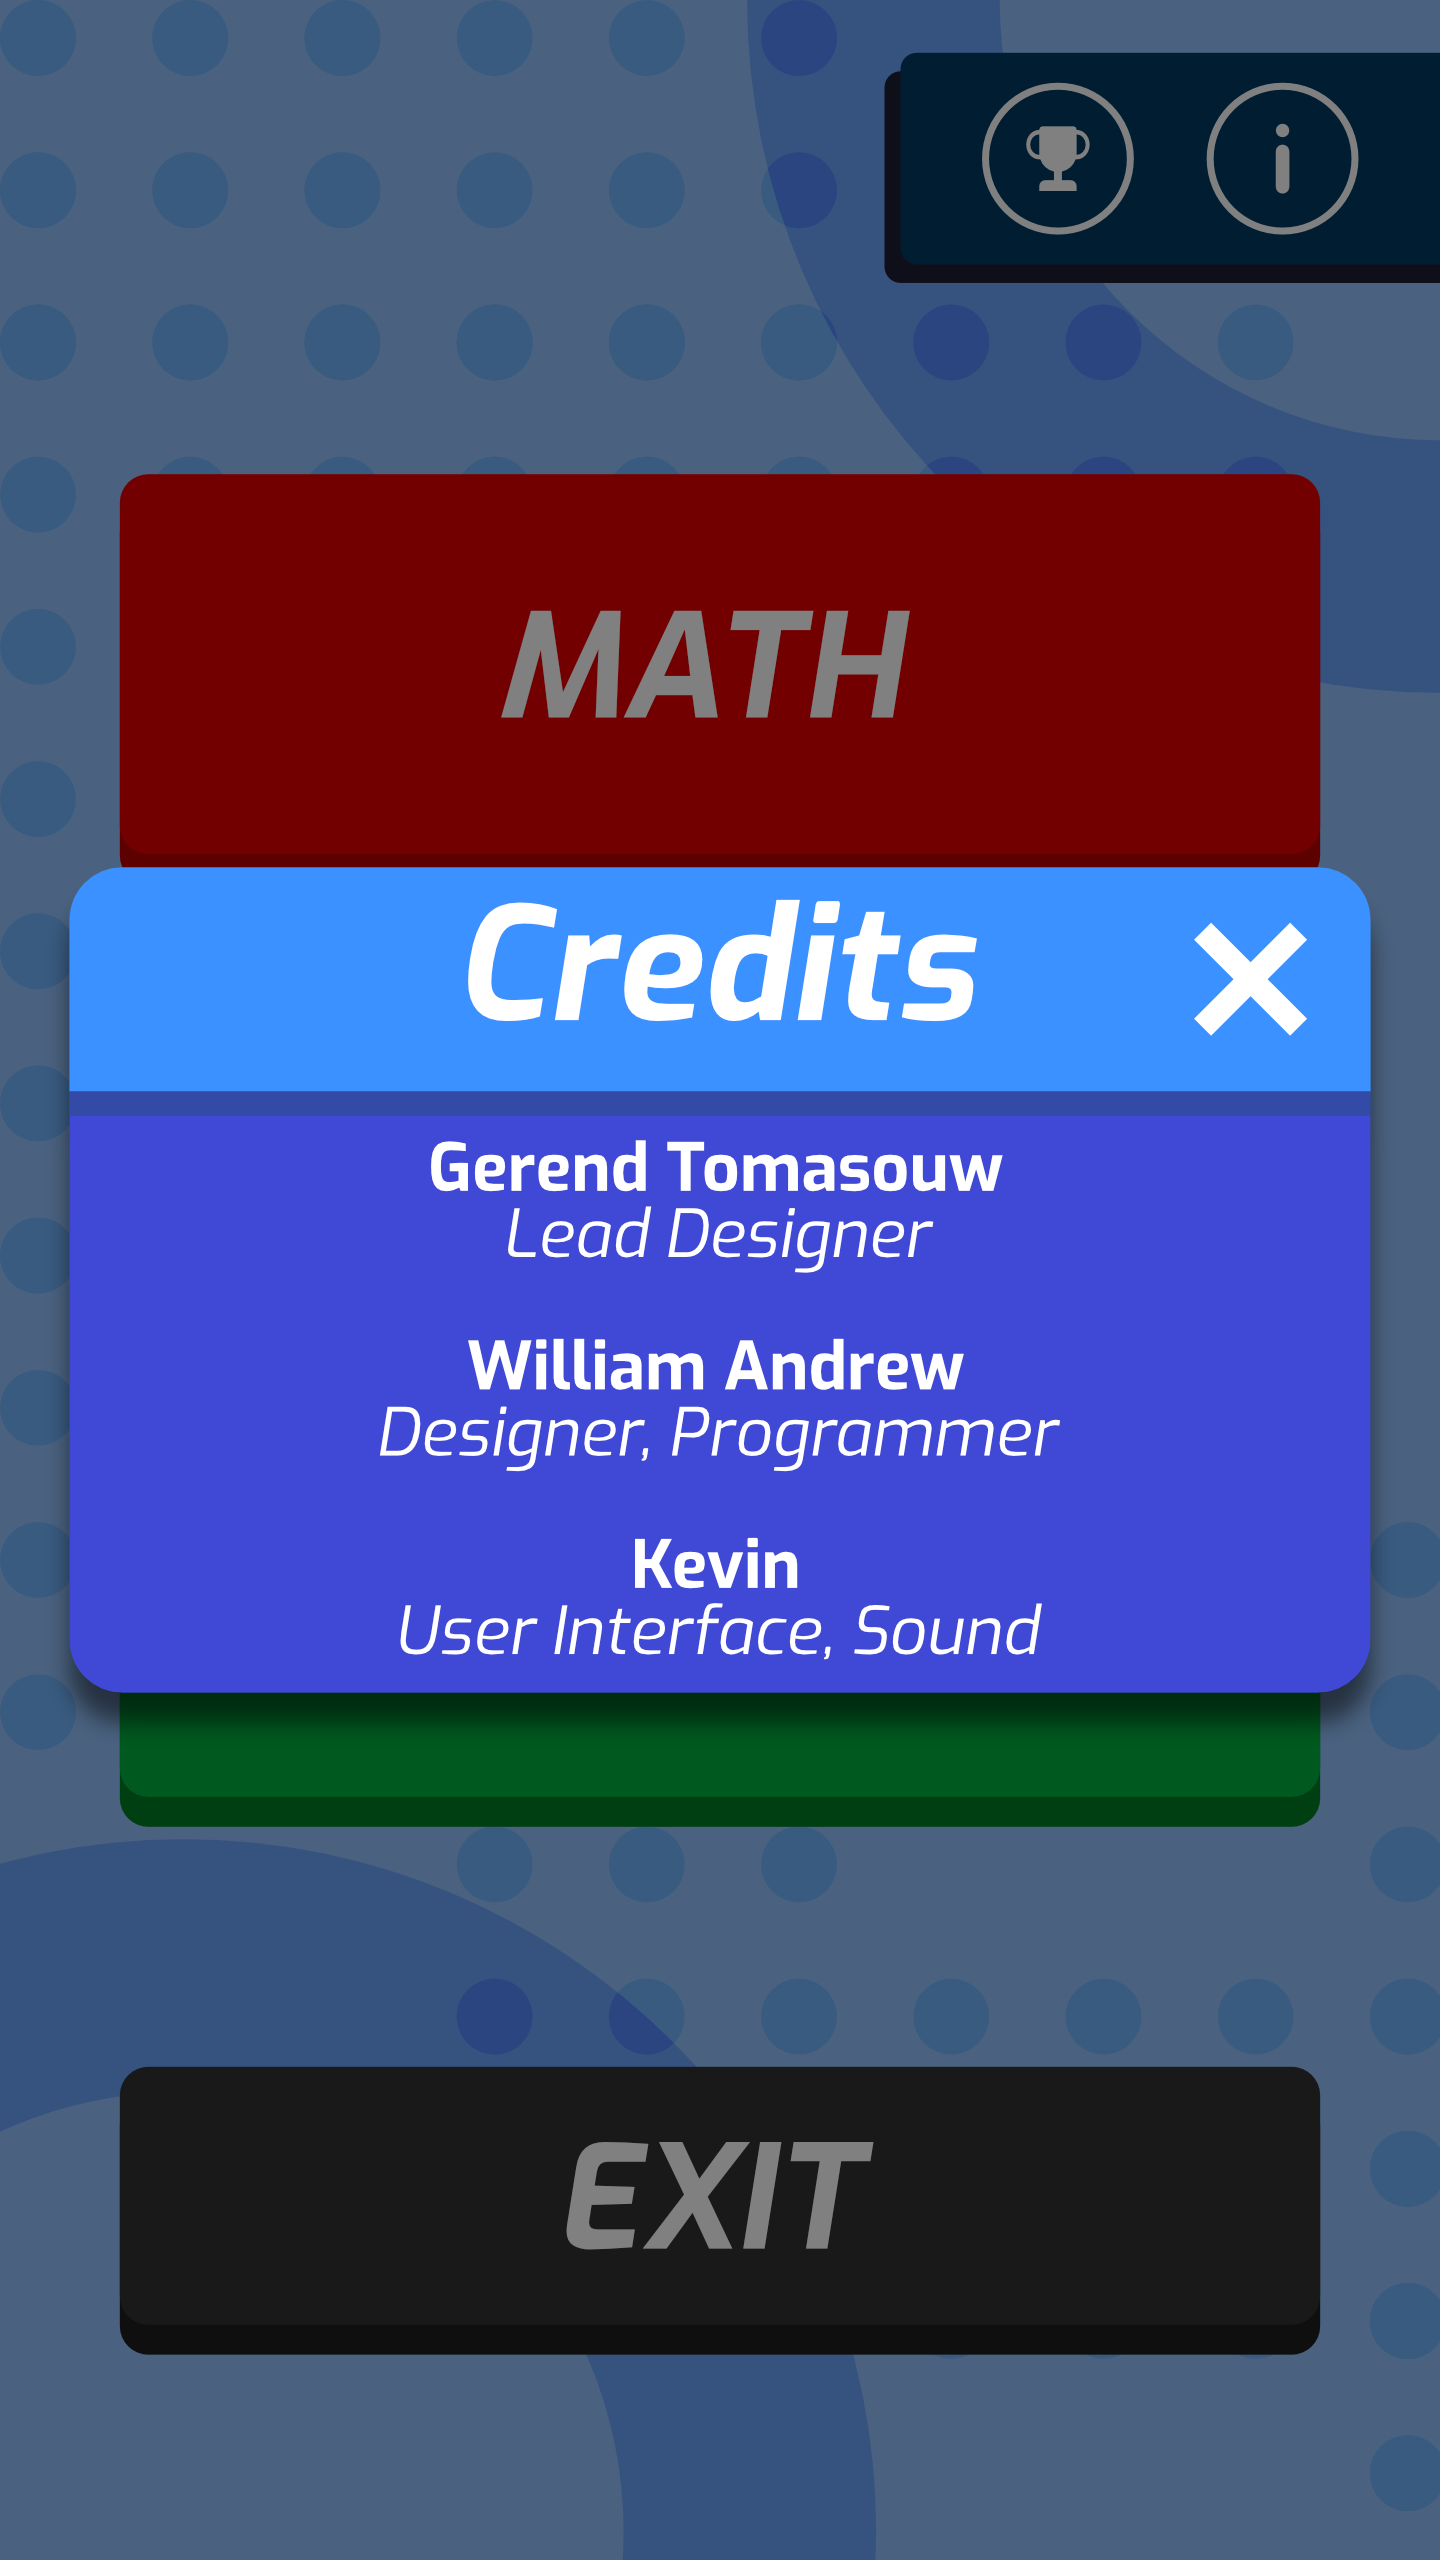 MATH
Credits
Gerend Tomasouw
Lead Designer
William Andrew
Designer, Programmer
Kevin
User Interface, Sound
EXIT